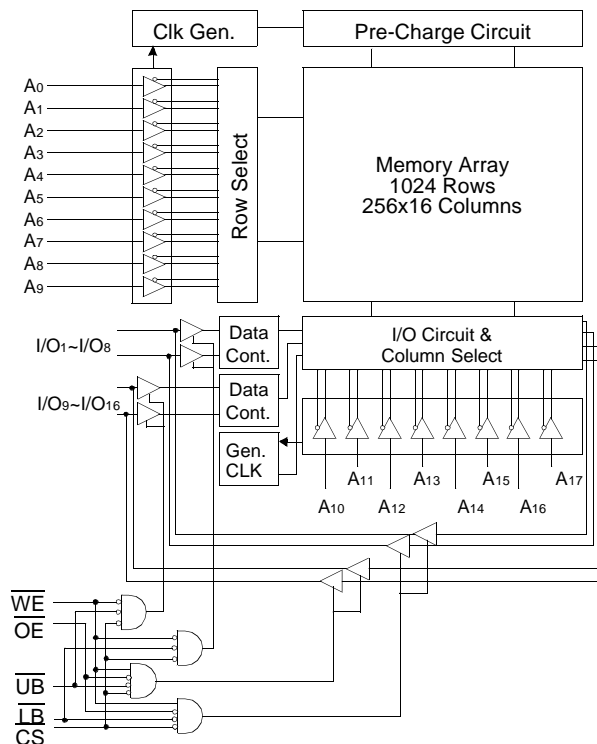 Clk Gen.
Pre-Charge Circuit
A0
A1
A2
A3
A4
A5
A6
A7
A8
A9
Row Select
Memory Array
1024 Rows
256x16 Columns
I/O1~I/O8
Data
Cont.
I/O Circuit &
Column Select
I/O9~I/O16
Data
Cont.
Gen.
CLK
A11
A13
A15
A17
A10
A12
A14
A16
WE
OE
UB
LB
CS